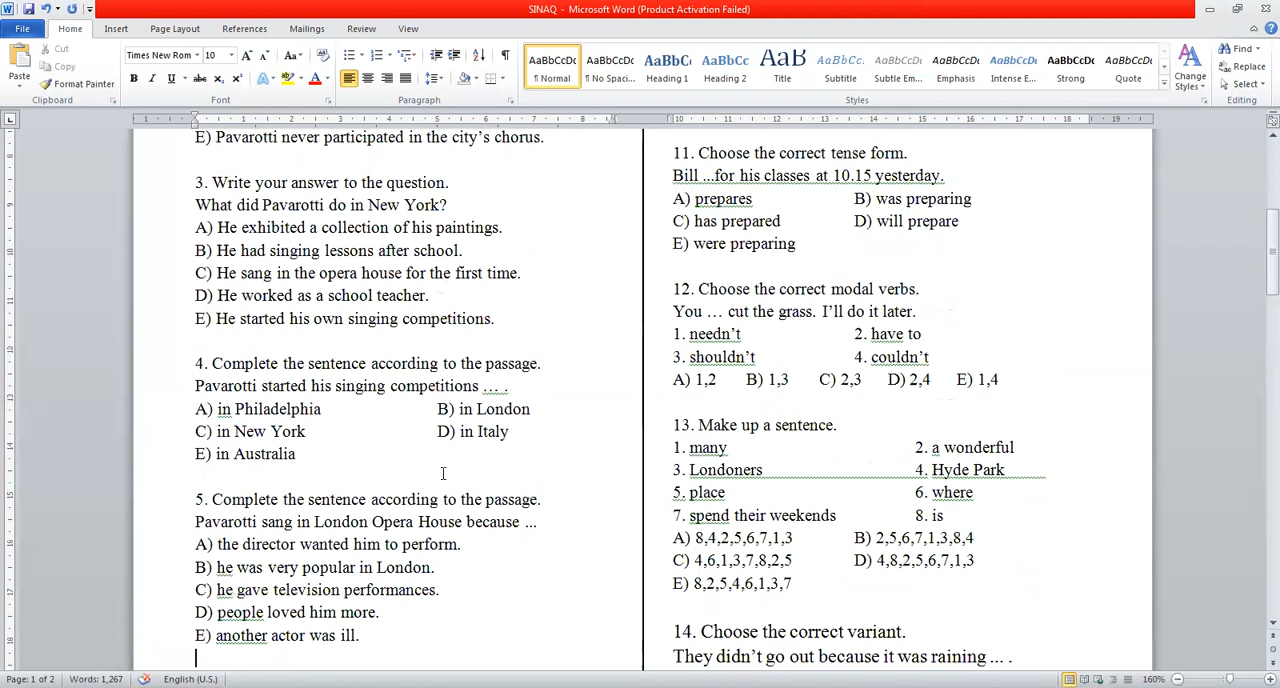 SINAQ - Microsoft Word (Product Activation Failed)
File Home Insert Page Layout References Mailings Review View
Paste
Cut
Copy
Format Painter
Clipboard
Times New Rom 10
Font
Paragraph
AaBbCcDc AaBbCcDc AaBbC AaBbCc AaB AaBbCc. AaBbCcDc AaBbCcDc AaBbCcDc AaBbCcDc AaBbCcDc
¶ Normal ¶ No Spaci... Heading 1 Heading 2 Title Subtitle Subtle Em... Emphasis Intense E... Strong Quote
Styles
Change Styles
Find
Replace
Select
Editing
E) Pavarotti never participated in the city’s chorus.
3. Write your answer to the question.
What did Pavarotti do in New York?
A) He exhibited a collection of his paintings.
B) He had singing lessons after school.
C) He sang in the opera house for the first time.
D) He worked as a school teacher.
E) He started his own singing competitions.
4. Complete the sentence according to the passage.
Pavarotti started his singing competitions … .
A) in Philadelphia B) in London
C) in New York D) in Italy
E) in Australia
5. Complete the sentence according to the passage.
Pavarotti sang in London Opera House because ...
A) the director wanted him to perform.
B) he was very popular in London.
C) he gave television performances.
D) people loved him more.
E) another actor was ill.
11. Choose the correct tense form.
Bill ...for his classes at 10.15 yesterday.
A) prepares B) was preparing
C) has prepared D) will prepare
E) were preparing
12. Choose the correct modal verbs.
You … cut the grass. I’ll do it later.
1. needn’t 2. have to
3. shouldn’t 4. couldn’t
A) 1,2 B) 1,3 C) 2,3 D) 2,4 E) 1,4
13. Make up a sentence.
1. many 2. a wonderful
3. Londoners 4. Hyde Park
5. place 6. where
7. spend their weekends 8. is
A) 8,4,2,5,6,7,1,3 B) 2,5,6,7,1,3,8,4
C) 4,6,1,3,7,8,2,5 D) 4,8,2,5,6,7,1,3
E) 8,2,5,4,6,1,3,7
14. Choose the correct variant.
They didn’t go out because it was raining ... .
Page: 1 of 2 Words: 1,267 English (U.S.) 160%